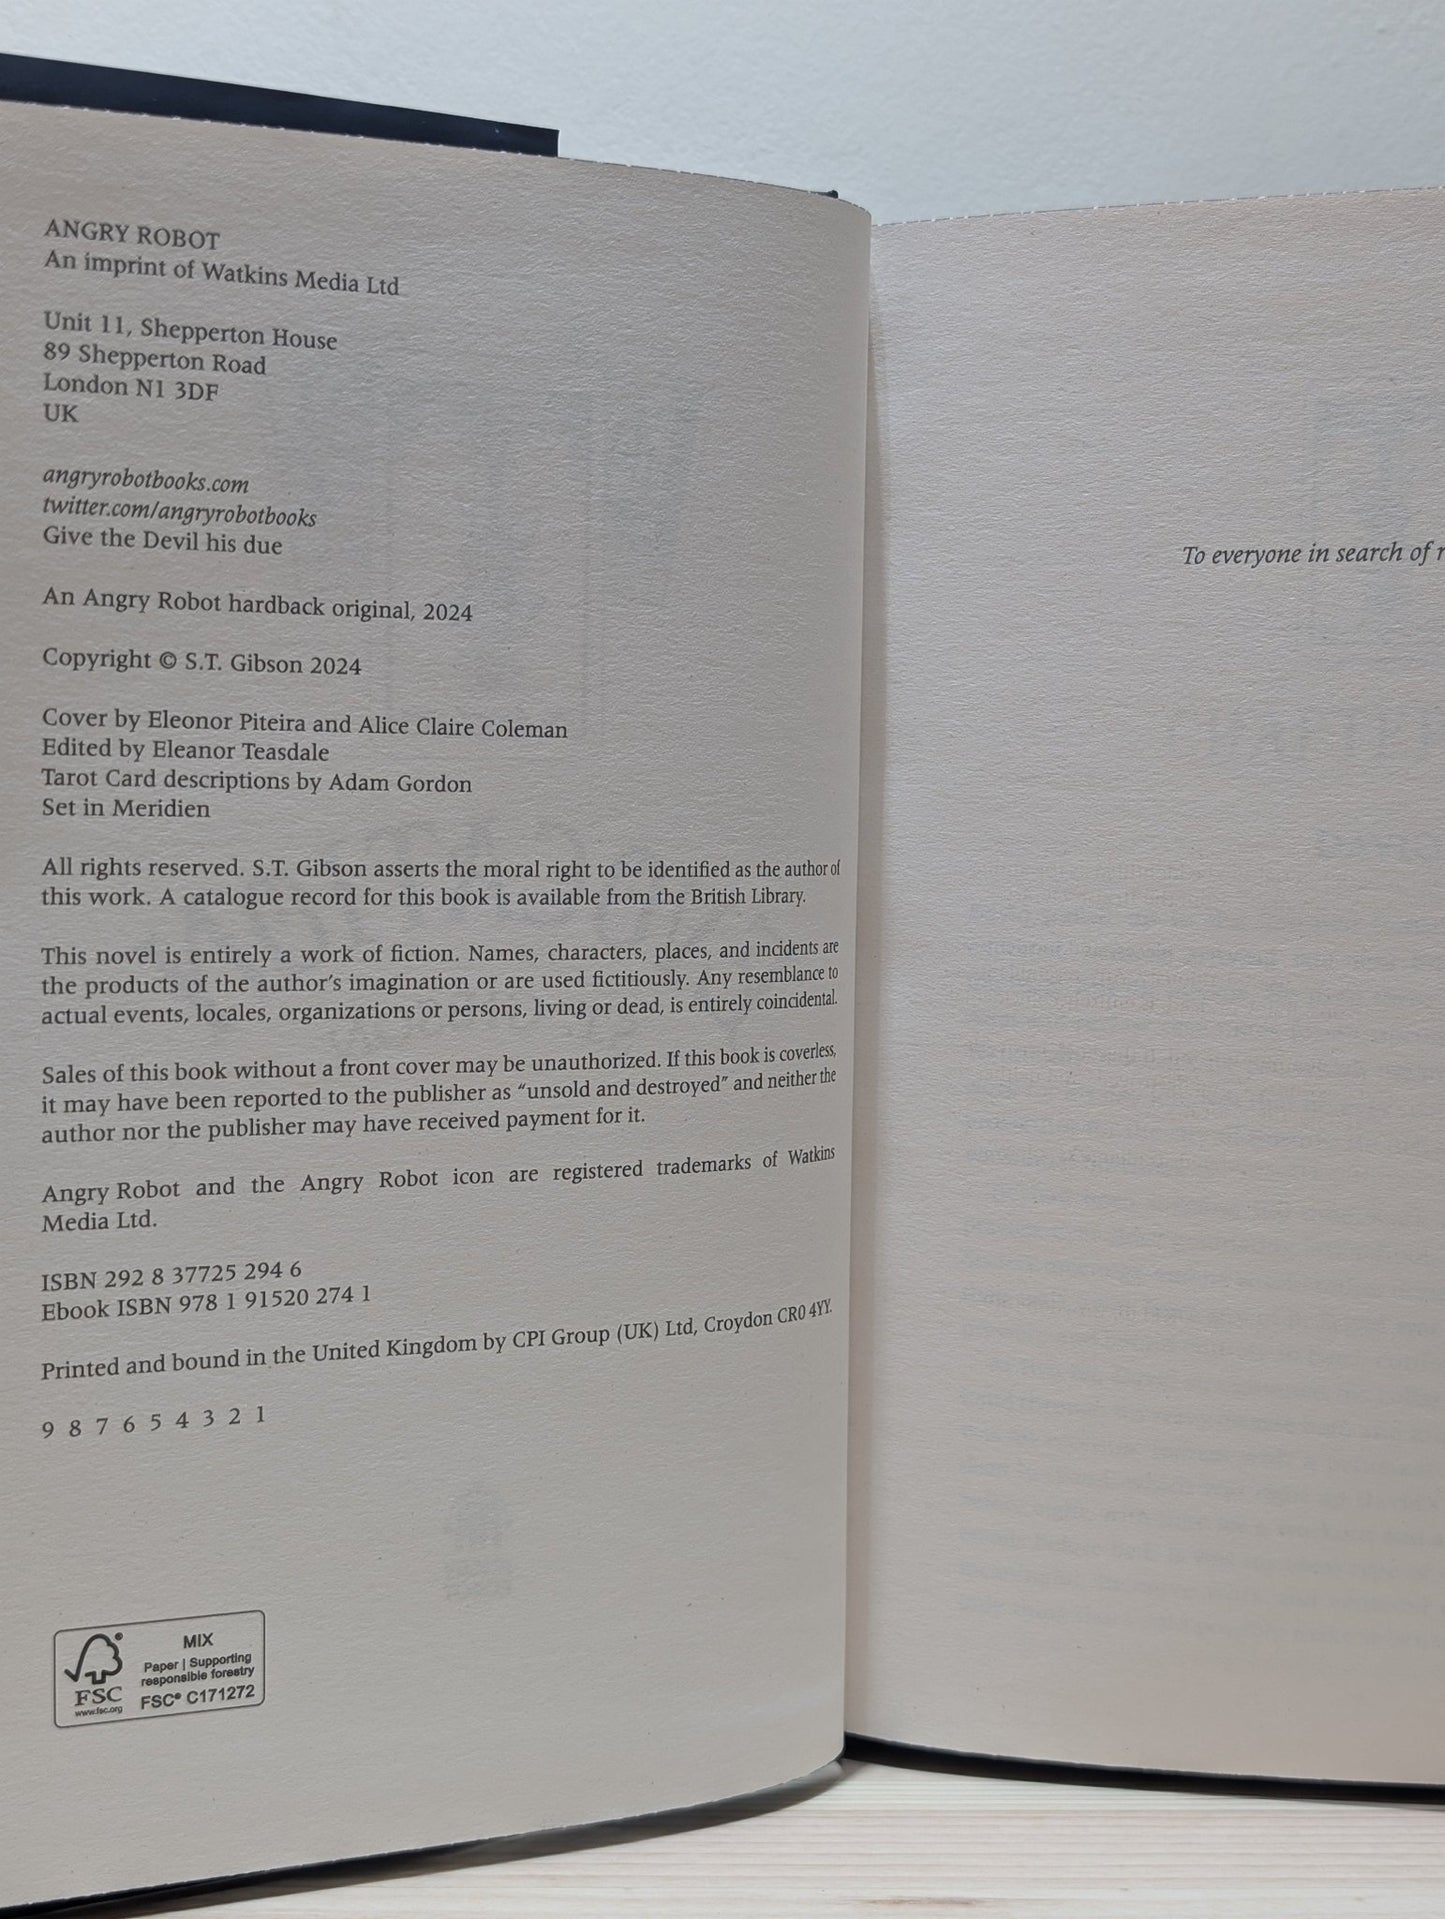 ANGRY ROBOT
An imprint of Watkins Media Ltd
Unit 11, Shepperton House
89 Shepperton Road
London N1 3DF
UK
angryrobotbooks.com
twitter.com/angryrobotbooks
Give the Devil his due
An Angry Robot hardback original, 2024
Copyright © S.T. Gibson 2024
Cover by Eleonor Piteira and Alice Claire Coleman
Edited by Eleanor Teasdale
Tarot Card descriptions by Adam Gordon
Set in Meridien
All rights reserved. S.T. Gibson asserts the moral right to be identified as the author of
this work. A catalogue record for this book is available from the British Library.
This novel is entirely a work of fiction. Names, characters, places, and incidents are
the products of the author's imagination or are used fictitiously. Any resemblance to
actual events, locales, organizations or persons, living or dead, is entirely coincidental.
Sales of this book without a front cover may be unauthorized. If this book is coverless,
it may have been reported to the publisher as “unsold and destroyed” and neither the
author nor the publisher may have received payment for it.
Angry Robot and the Angry Robot icon are registered trademarks of Watkins
Media Ltd.
ISBN 292 8 37725 294 6
Ebook ISBN 978 1 91520 274 1
Printed and bound in the United Kingdom by CPI Group (UK) Ltd, Croydon CR0 4YY.
9 8 7 6 5 4 3 2 1
FSC
www.fsc.org
MIX
Paper | Supporting
responsible forestry
FSC® C171272
To everyone in search of